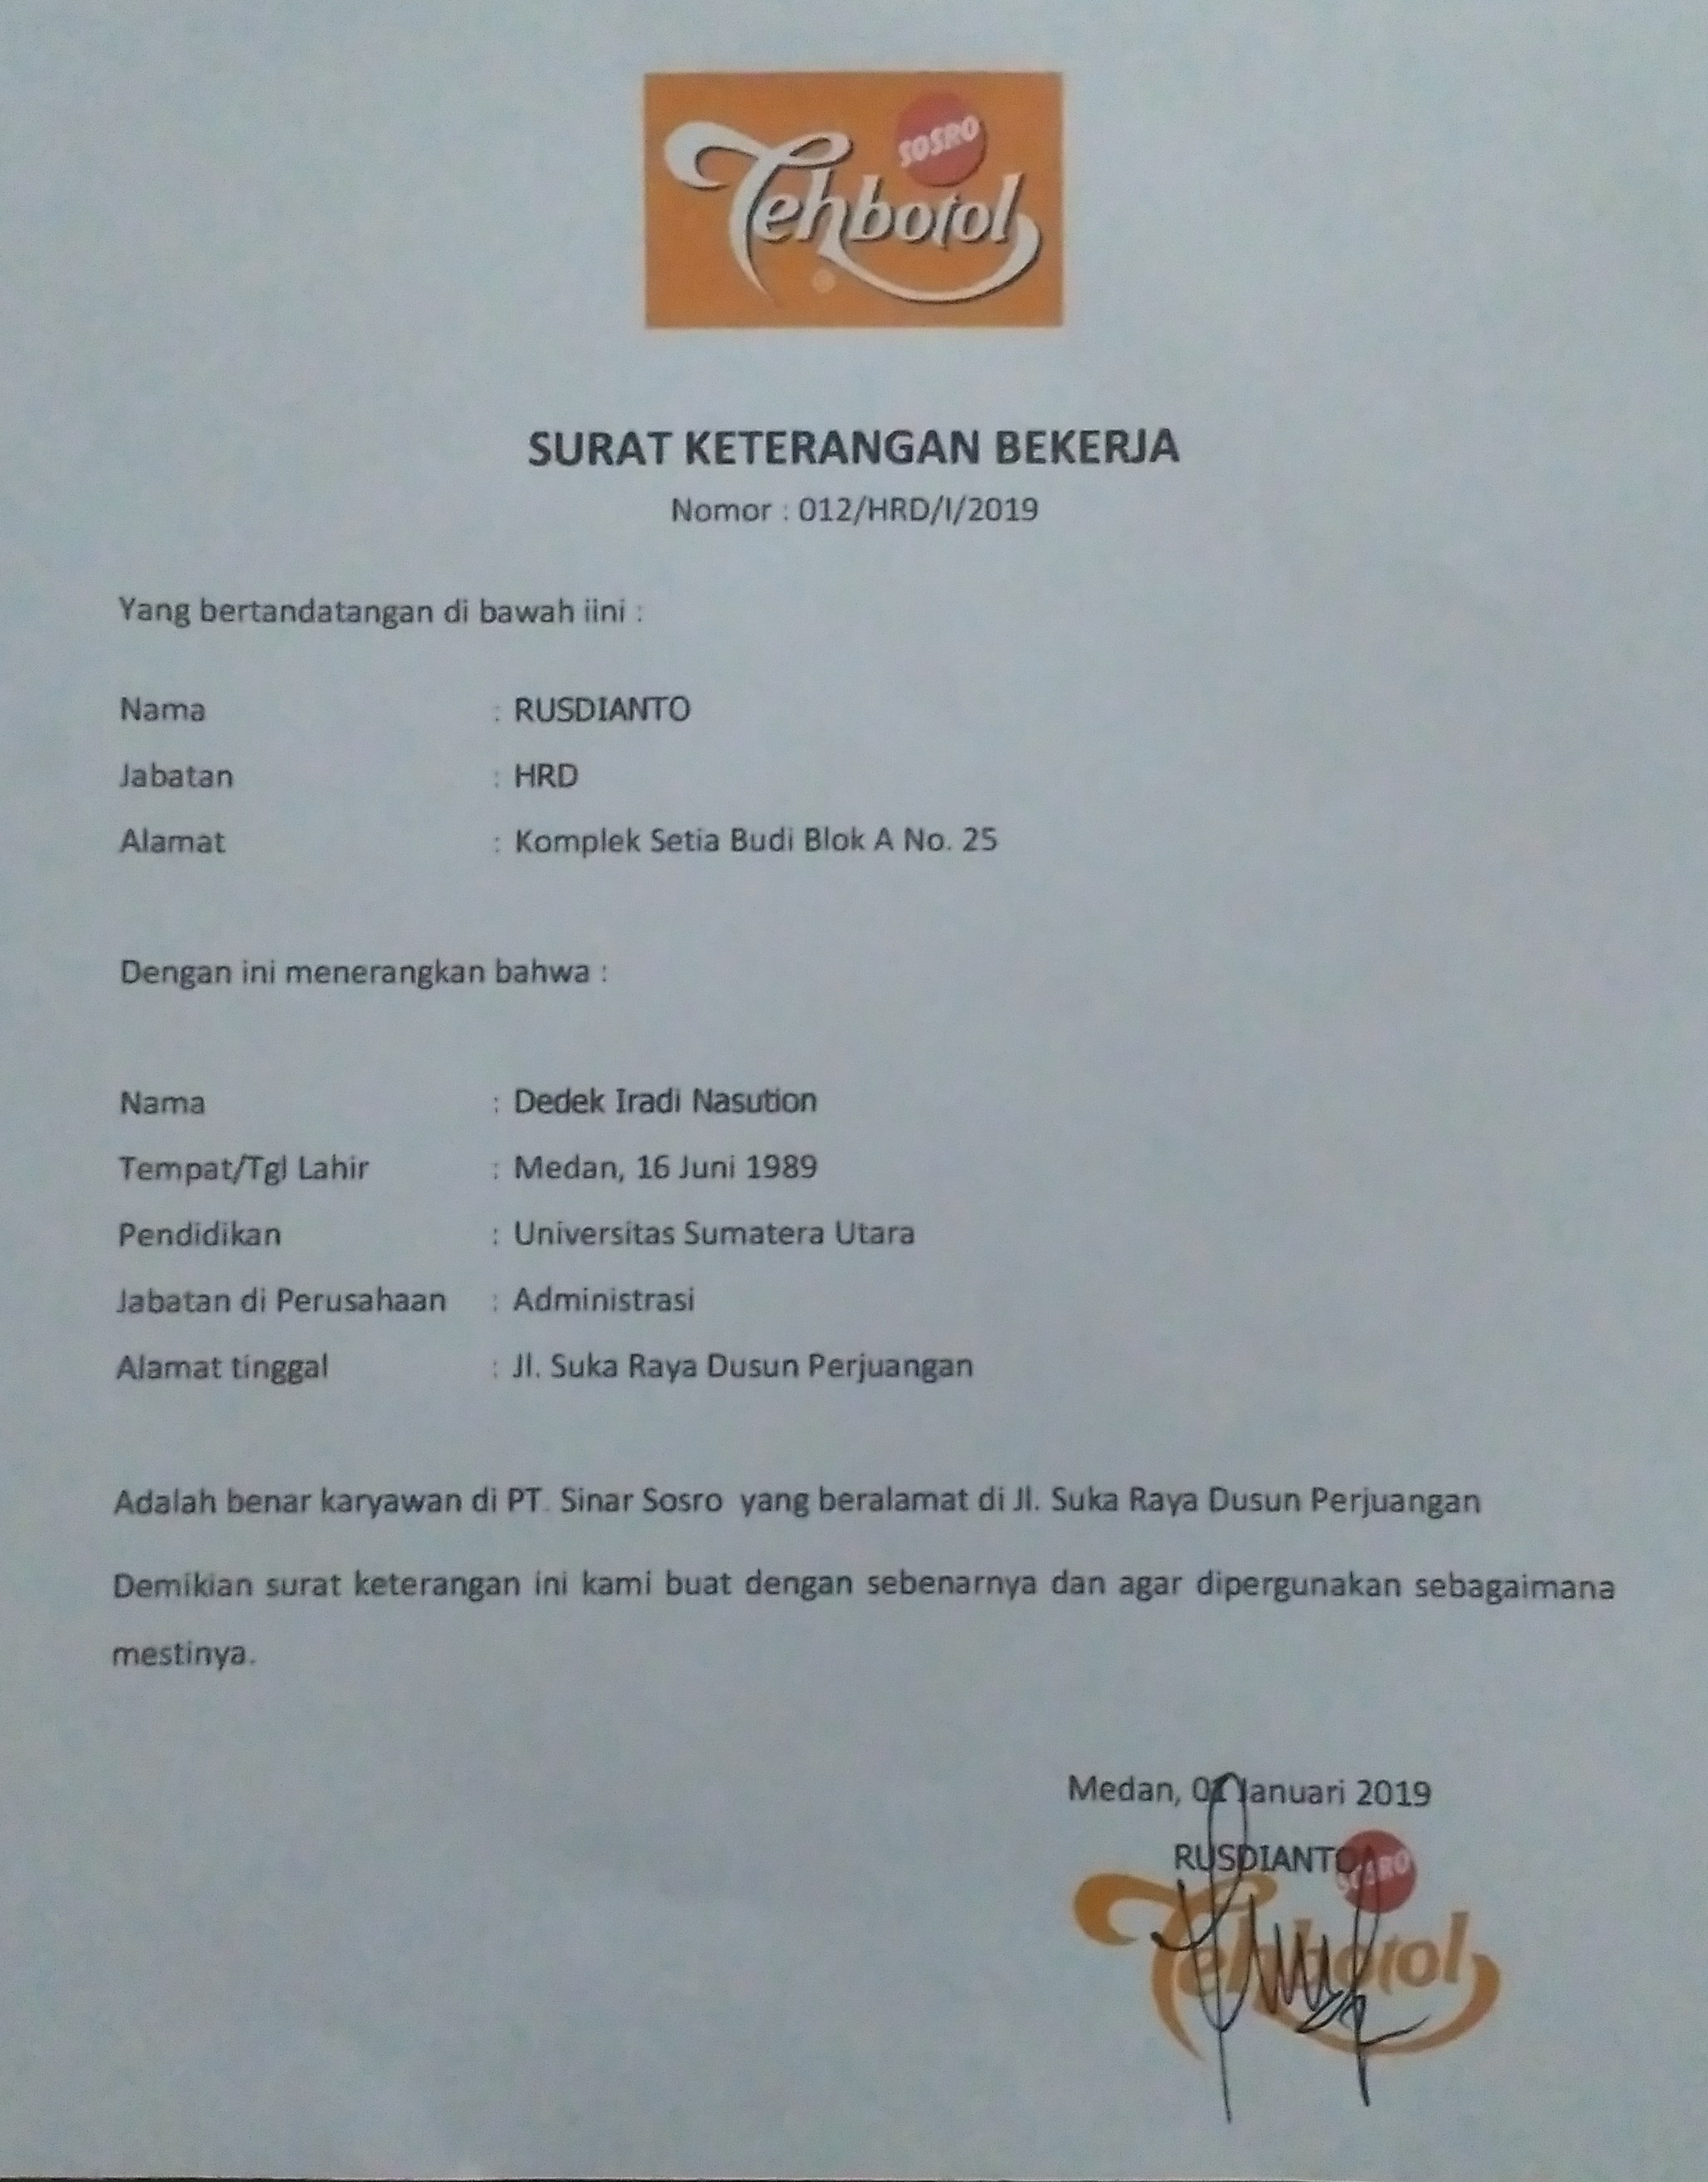 SOSRO
Tehbotol
SURAT KETERANGAN BEKERJA
Nomor : 012/HRD/I/2019
Yang bertandatangan di bawah iini :
Nama : RUSDIANTO
Jabatan : HRD
Alamat : Komplek Setia Budi Blok A No. 25
Dengan ini menerangkan bahwa :
Nama : Dedek Iradi Nasution
Tempat/Tgl Lahir : Medan, 16 Juni 1989
Pendidikan : Universitas Sumatera Utara
Jabatan di Perusahaan : Administrasi
Alamat tinggal : Jl. Suka Raya Dusun Perjuangan
Adalah benar karyawan di PT. Sinar Sosro yang beralamat di Jl. Suka Raya Dusun Perjuangan
Demikian surat keterangan ini kami buat dengan sebenarnya dan agar dipergunakan sebagaimana
mestinya.
Medan, Januari 2019
RUSDIANTO
SOSRO
Tehbotol